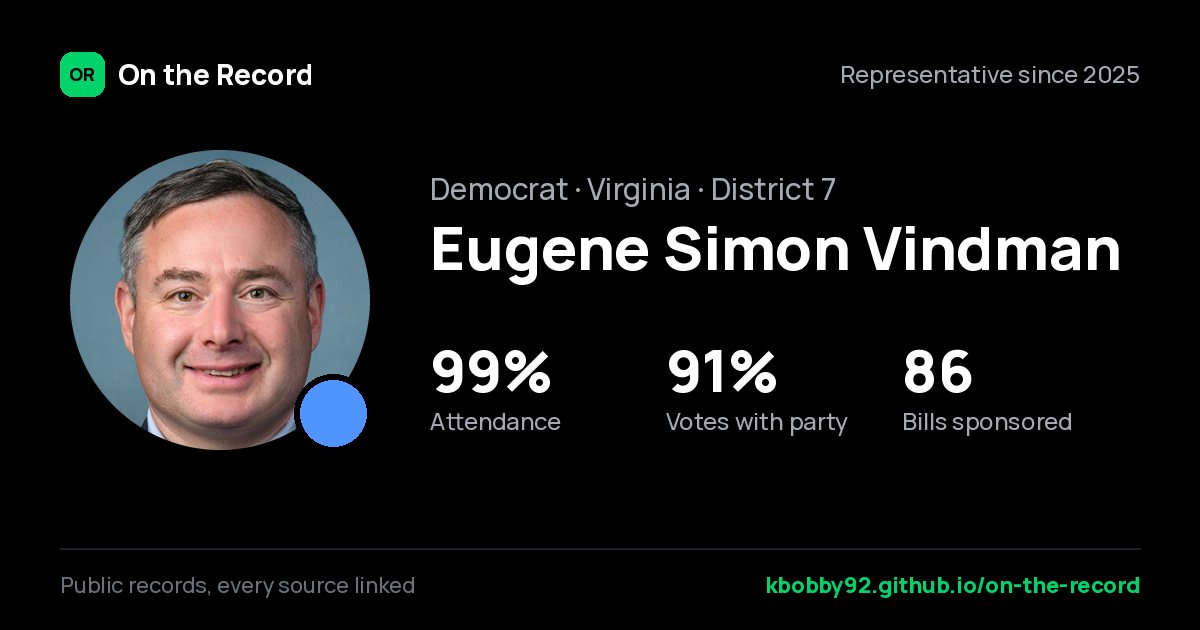 OR On the Record
Representative since 2025
Democrat · Virginia · District 7
Eugene Simon Vindman
99% 91% 86
Attendance Votes with party Bills sponsored
Public records, every source linked
kbobby92.github.io/on-the-record